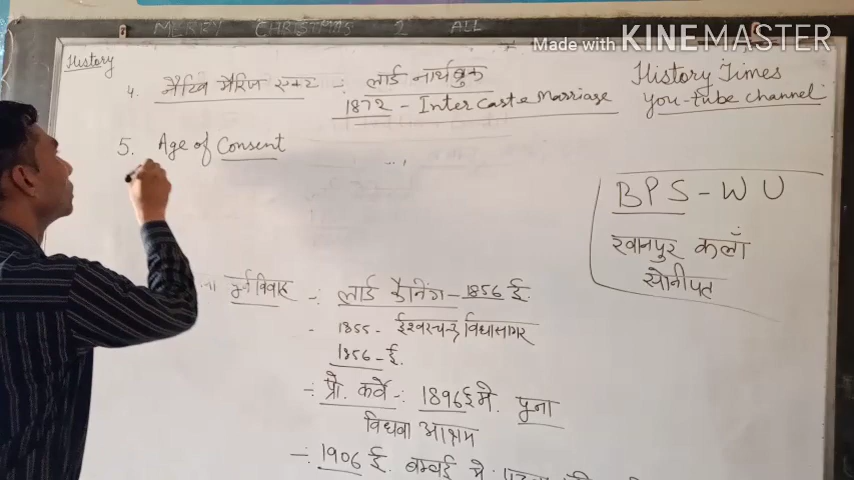 MERRY CHRISTMAS 2 ALL
Made with KINEMASTER
History
4. नैटिव मैरिज एक्ट -: लार्ड नार्थब्रुक
1872 - Inter Caste Marriage
History Times
You-tube channel
5. Age of Consent
BPS - W U
खानपुर कलाँ
सोनीपत
पुर्नविवाह -: लार्ड कैनिंग - 1856 ई.
- 1855 - ईश्वरचन्द्र विद्यासागर
1856 - ई.
-: प्रो. कर्वे -: 1896 ई मे. पूना
विधवा आश्रम
-: 1906 ई. बम्बई मे